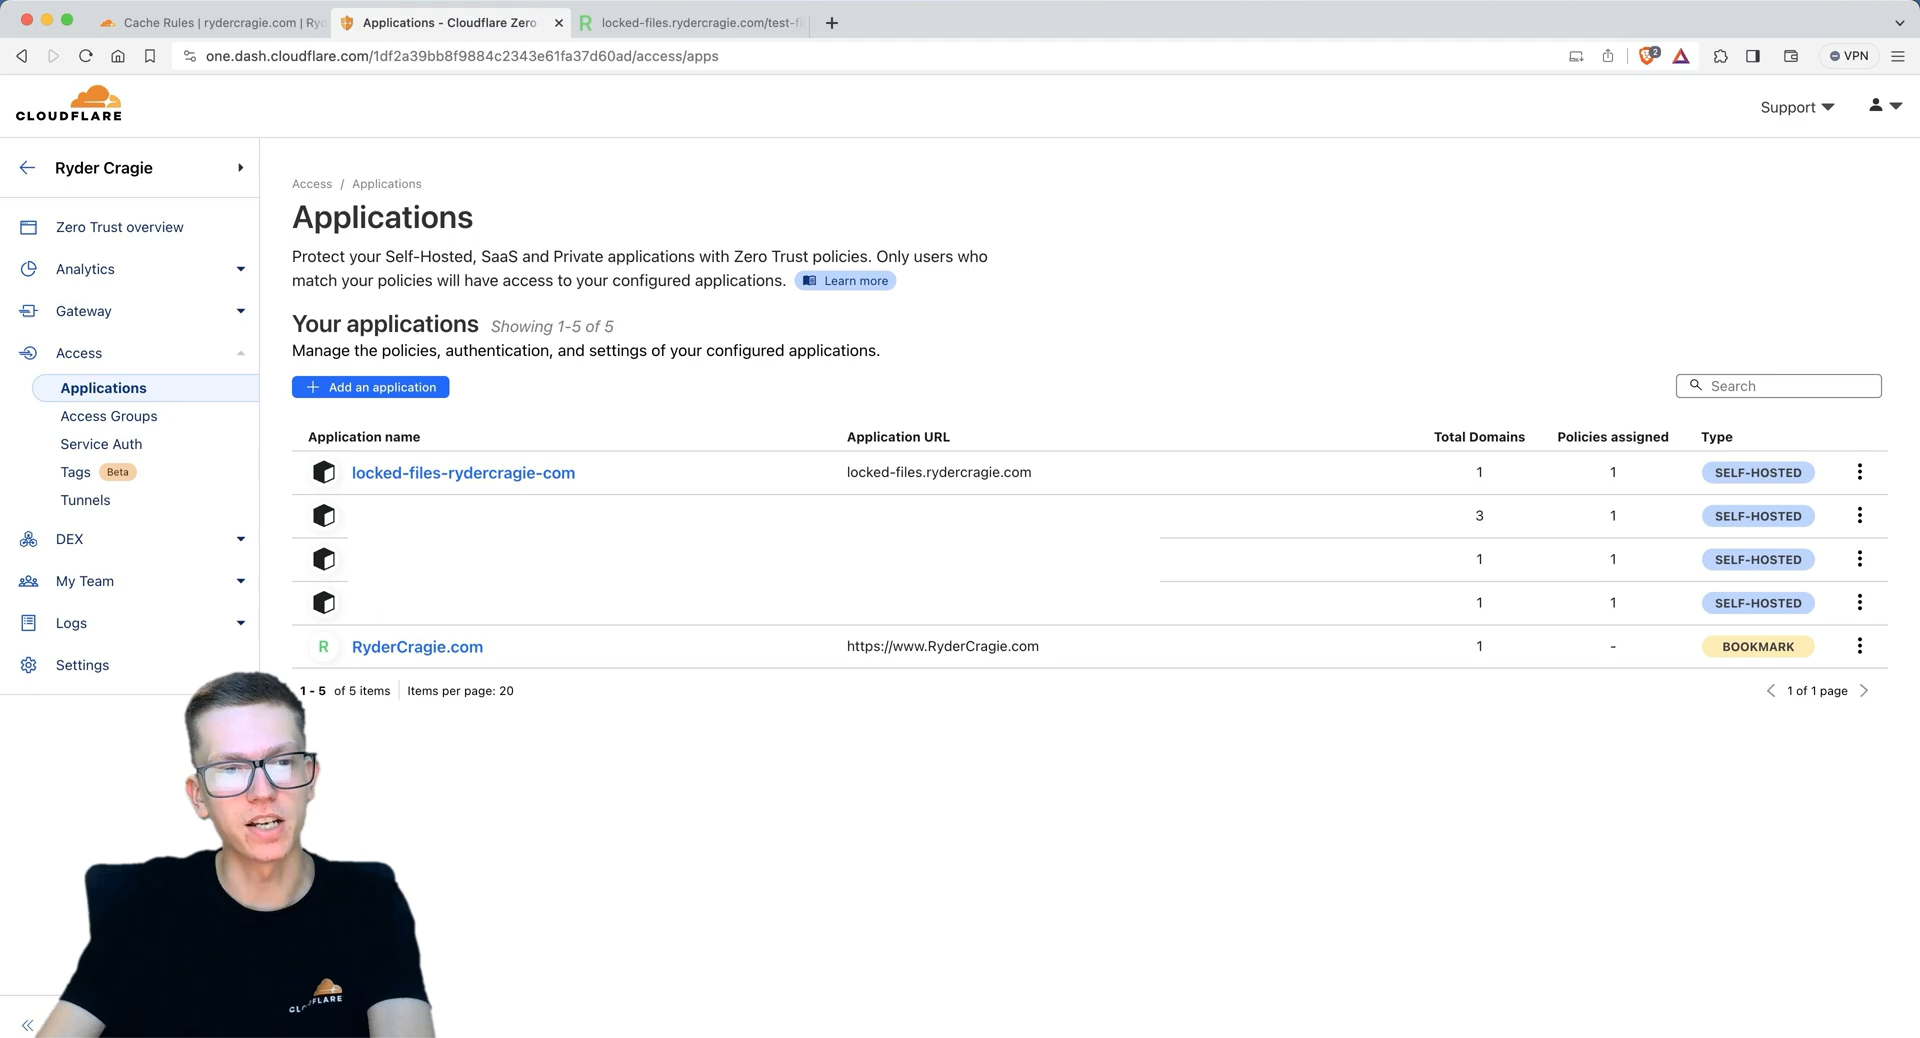 Cache Rules | rydercragie.com | Ryd
Applications - Cloudflare Zero
locked-files.rydercragie.com/test-fi
one.dash.cloudflare.com/1df2a39bb8f9884c2343e61fa37d60ad/access/apps
2
VPN
CLOUDFLARE
Support
Ryder Cragie
Zero Trust overview
Analytics
Gateway
Access
Applications
Access Groups
Service Auth
Tags Beta
Tunnels
DEX
My Team
Logs
Settings
Access / Applications
Applications
Protect your Self-Hosted, SaaS and Private applications with Zero Trust policies. Only users who
match your policies will have access to your configured applications. Learn more
Your applications Showing 1-5 of 5
Manage the policies, authentication, and settings of your configured applications.
+ Add an application
Search
Application name Application URL Total Domains Policies assigned Type
locked-files-rydercragie-com locked-files.rydercragie.com 1 1 SELF-HOSTED
3 1 SELF-HOSTED
1 1 SELF-HOSTED
1 1 SELF-HOSTED
R RyderCragie.com https://www.RyderCragie.com 1 - BOOKMARK
1 - 5 of 5 items Items per page: 20 1 of 1 page
CLOUDFLARE